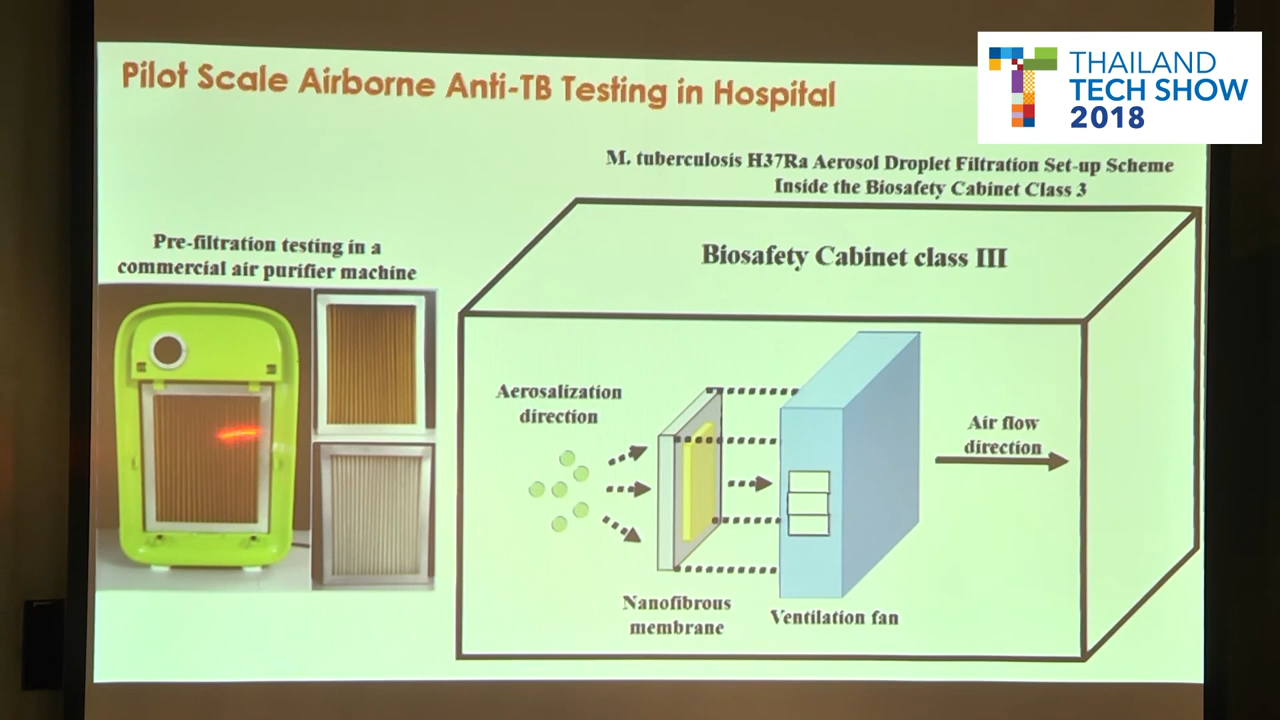 Pilot Scale Airborne Anti-TB Testing in Hospital
THAILAND
TECH SHOW
2018
M. tuberculosis H37Ra Aerosol Droplet Filtration Set-up Scheme
Inside the Biosafety Cabinet Class 3
Pre-filtration testing in a
commercial air purifier machine
Biosafety Cabinet class III
Aerosalization
direction
Air flow
direction
Nanofibrous
membrane
Ventilation fan